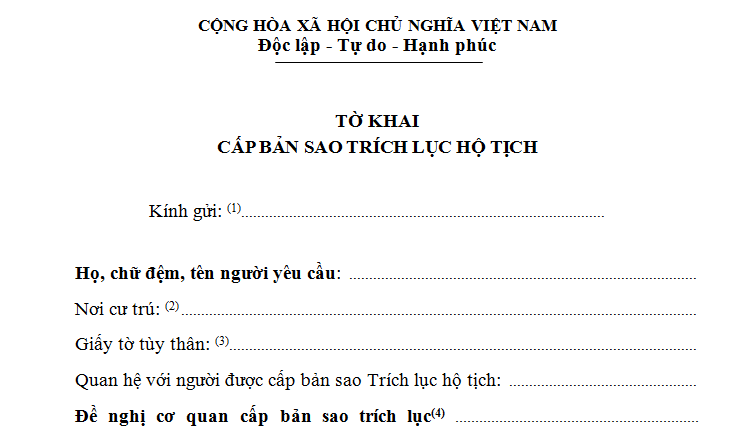 CỘNG HÒA XÃ HỘI CHỦ NGHĨA VIỆT NAM
Độc lập - Tự do - Hạnh phúc
TỜ KHAI
CẤP BẢN SAO TRÍCH LỤC HỘ TỊCH
Kính gửi: (1)..........................................................................................
Họ, chữ đệm, tên người yêu cầu: .......................................................................................
Nơi cư trú: (2).................................................................................................................................
Giấy tờ tùy thân: (3).....................................................................................................................
Quan hệ với người được cấp bản sao Trích lục hộ tịch: ...............................................
Đề nghị cơ quan cấp bản sao trích lục(4) .............................................................